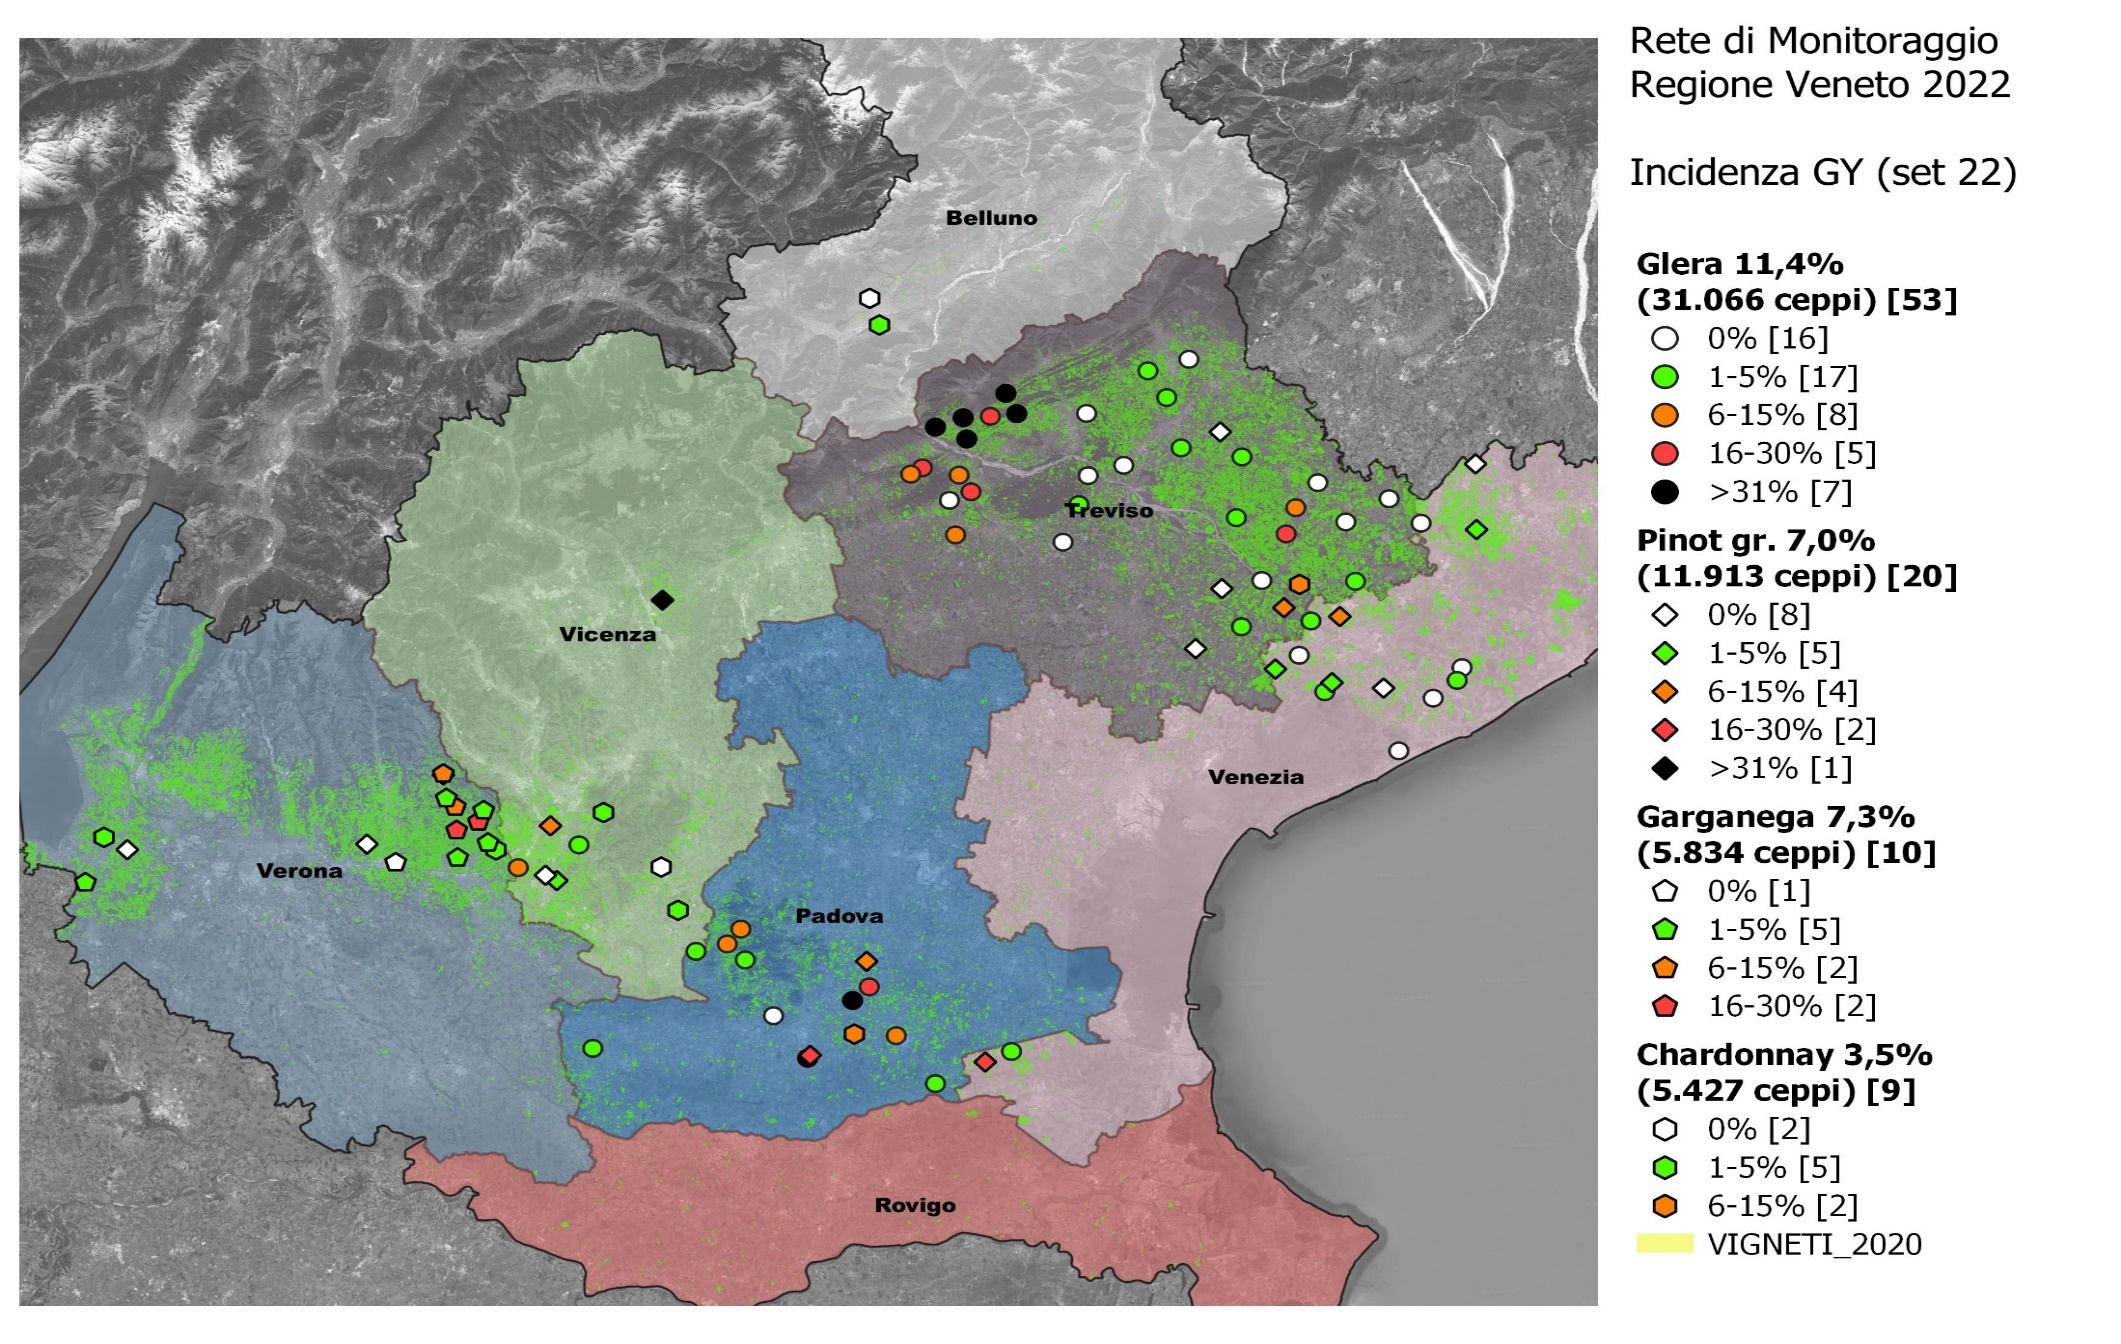 Rete di Monitoraggio
Regione Veneto 2022
Incidenza GY (set 22)
Glera 11,4%
(31.066 ceppi) [53]
0% [16]
1-5% [17]
6-15% [8]
16-30% [5]
>31% [7]
Pinot gr. 7,0%
(11.913 ceppi) [20]
0% [8]
1-5% [5]
6-15% [4]
16-30% [2]
>31% [1]
Garganega 7,3%
(5.834 ceppi) [10]
0% [1]
1-5% [5]
6-15% [2]
16-30% [2]
Chardonnay 3,5%
(5.427 ceppi) [9]
0% [2]
1-5% [5]
6-15% [2]
VIGNETI_2020
Belluno
Treviso
Vicenza
Venezia
Verona
Padova
Rovigo